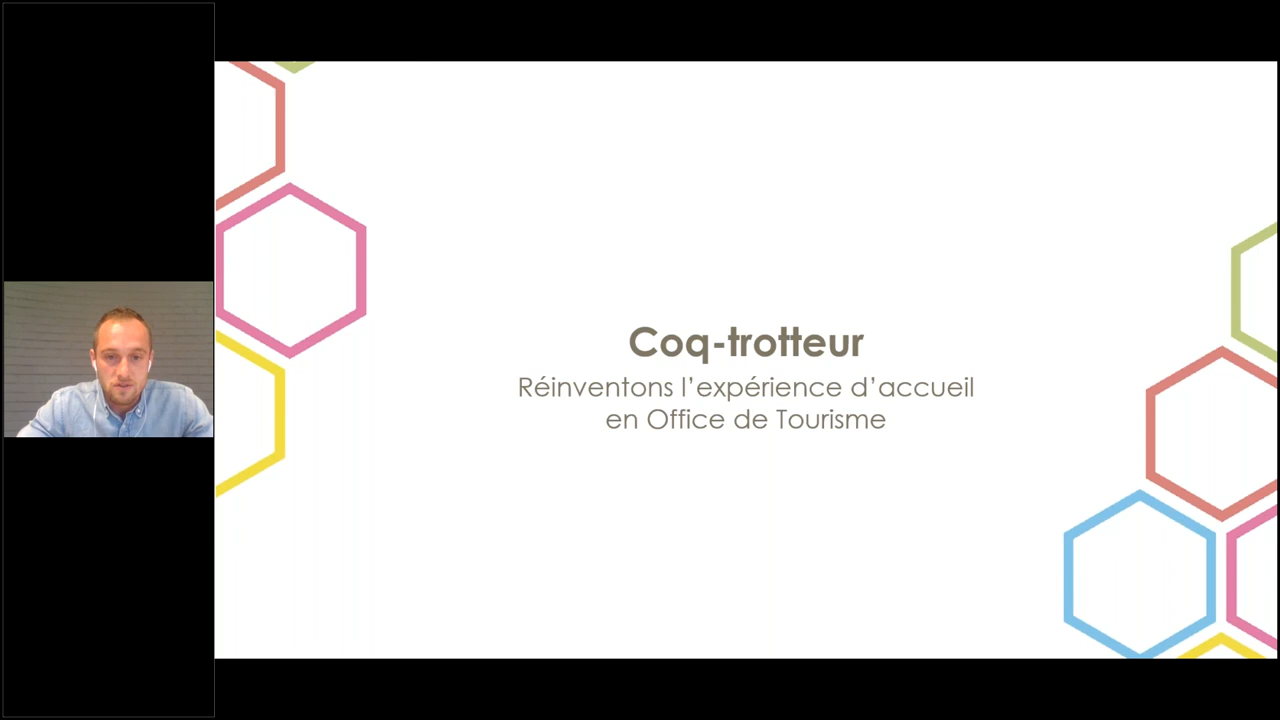 Coq-trotteur
Réinventons l’expérience d’accueil
en Office de Tourisme